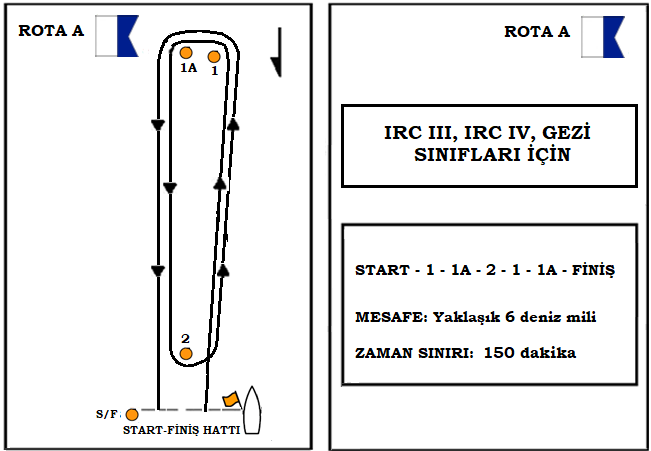 ROTA A
1A
1
2
S/F
START-FİNİŞ HATTI
ROTA A
IRC III, IRC IV, GEZİ
SINIFLARI İÇİN
START - 1 - 1A - 2 - 1 - 1A - FİNİŞ
MESAFE: Yaklaşık 6 deniz mili
ZAMAN SINIRI: 150 dakika